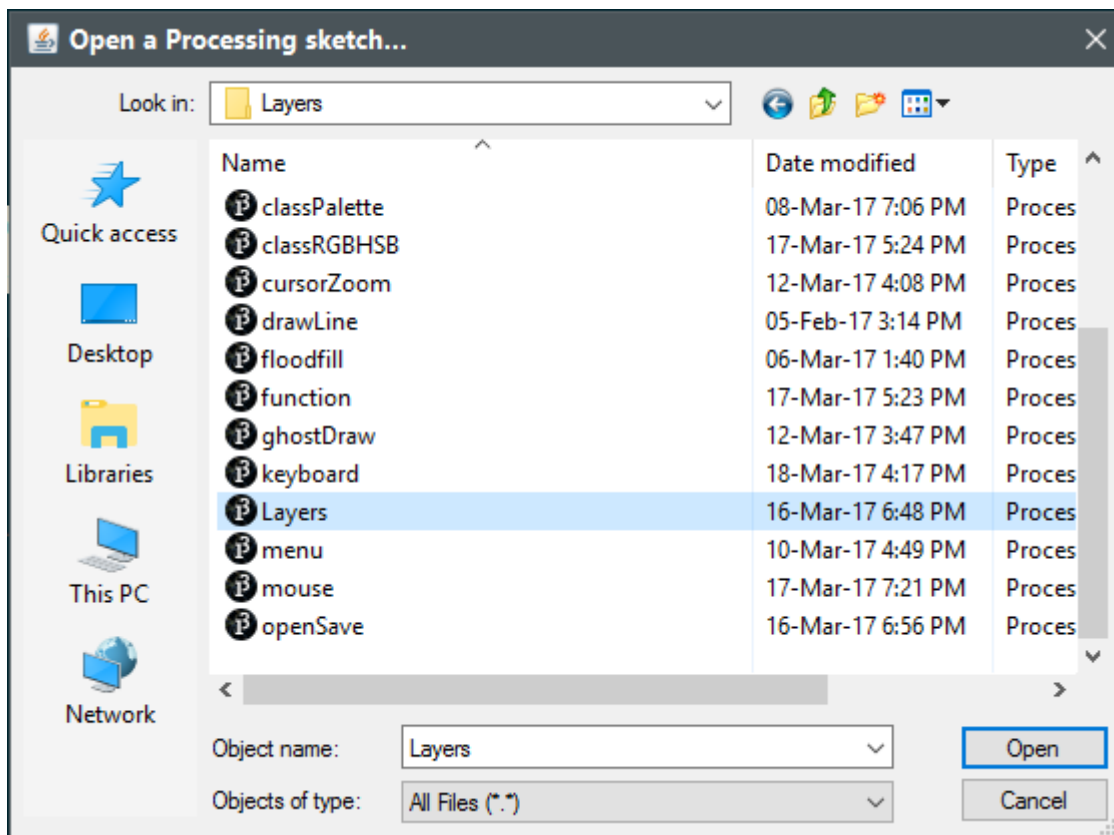 Open a Processing sketch...
Look in: Layers
Name Date modified Type
classPalette 08-Mar-17 7:06 PM Proces
classRGBHSB 17-Mar-17 5:24 PM Proces
cursorZoom 12-Mar-17 4:08 PM Proces
drawLine 05-Feb-17 3:14 PM Proces
floodfill 06-Mar-17 1:40 PM Proces
function 17-Mar-17 5:23 PM Proces
ghostDraw 12-Mar-17 3:47 PM Proces
keyboard 18-Mar-17 4:17 PM Proces
Layers 16-Mar-17 6:48 PM Proces
menu 10-Mar-17 4:49 PM Proces
mouse 17-Mar-17 7:21 PM Proces
openSave 16-Mar-17 6:56 PM Proces
Quick access
Desktop
Libraries
This PC
Network
Object name: Layers Open
Objects of type: All Files (*.*) Cancel